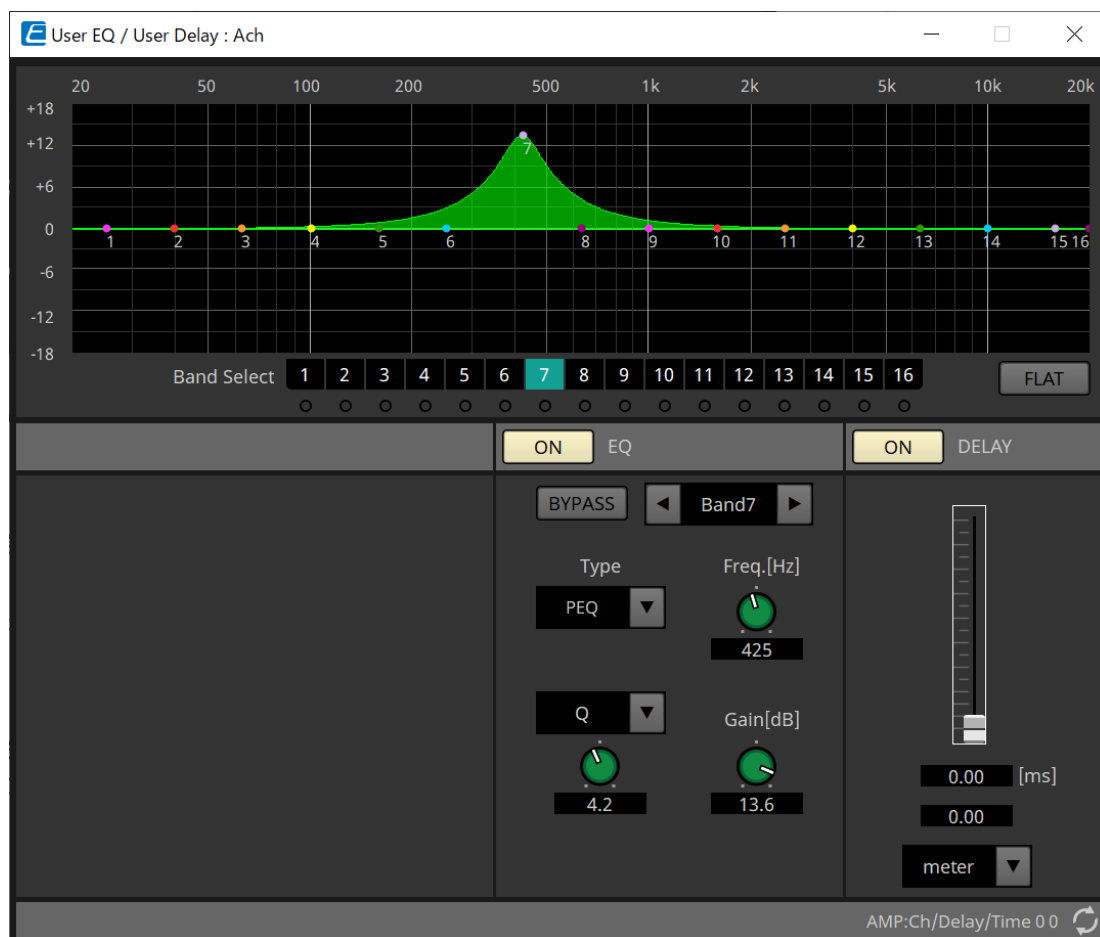 User EQ / User Delay : Ach
20 50 100 200 500 1k 2k 5k 10k 20k
+18
+12
+6
0
-6
-12
-18
7
1 2 3 4 5 6 8 9 10 11 12 13 14 15 16
Band Select 1 2 3 4 5 6 7 8 9 10 11 12 13 14 15 16
FLAT
ON EQ
ON DELAY
BYPASS ◀ Band7 ▶
Type Freq.[Hz]
PEQ ▼
425
Q ▼ Gain[dB]
4.2 13.6
0.00 [ms]
0.00
meter ▼
AMP:Ch/Delay/Time 0 0